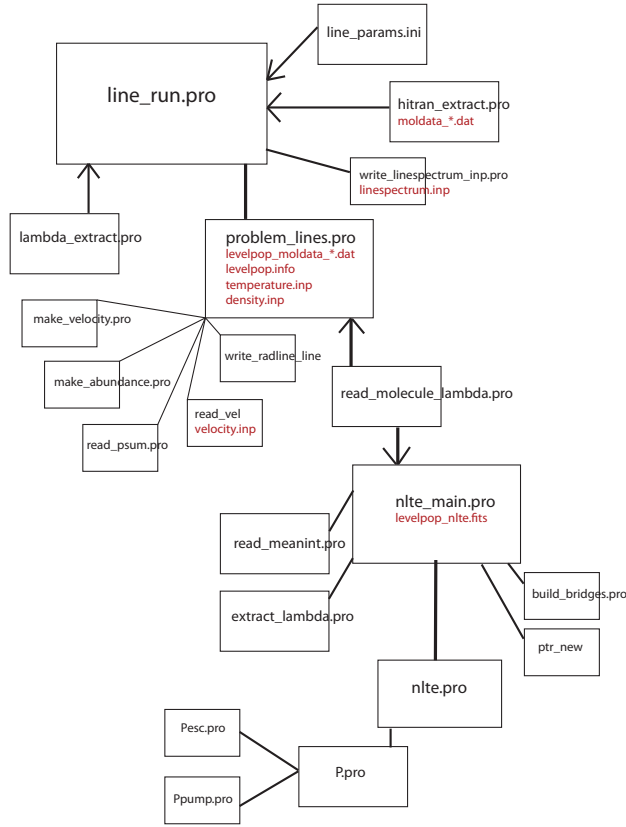 line_params.ini
line_run.pro
hitran_extract.pro
moldata_*.dat
write_linespectrum_inp.pro
linespectrum.inp
lambda_extract.pro
problem_lines.pro
levelpop_moldata_*.dat
levelpop.info
temperature.inp
density.inp
make_velocity.pro
write_radline_line
make_abundance.pro
read_molecule_lambda.pro
read_vel
velocity.inp
read_psum.pro
nlte_main.pro
levelpop_nlte.fits
read_meanint.pro
build_bridges.pro
extract_lambda.pro
ptr_new
nlte.pro
Pesc.pro
P.pro
Ppump.pro